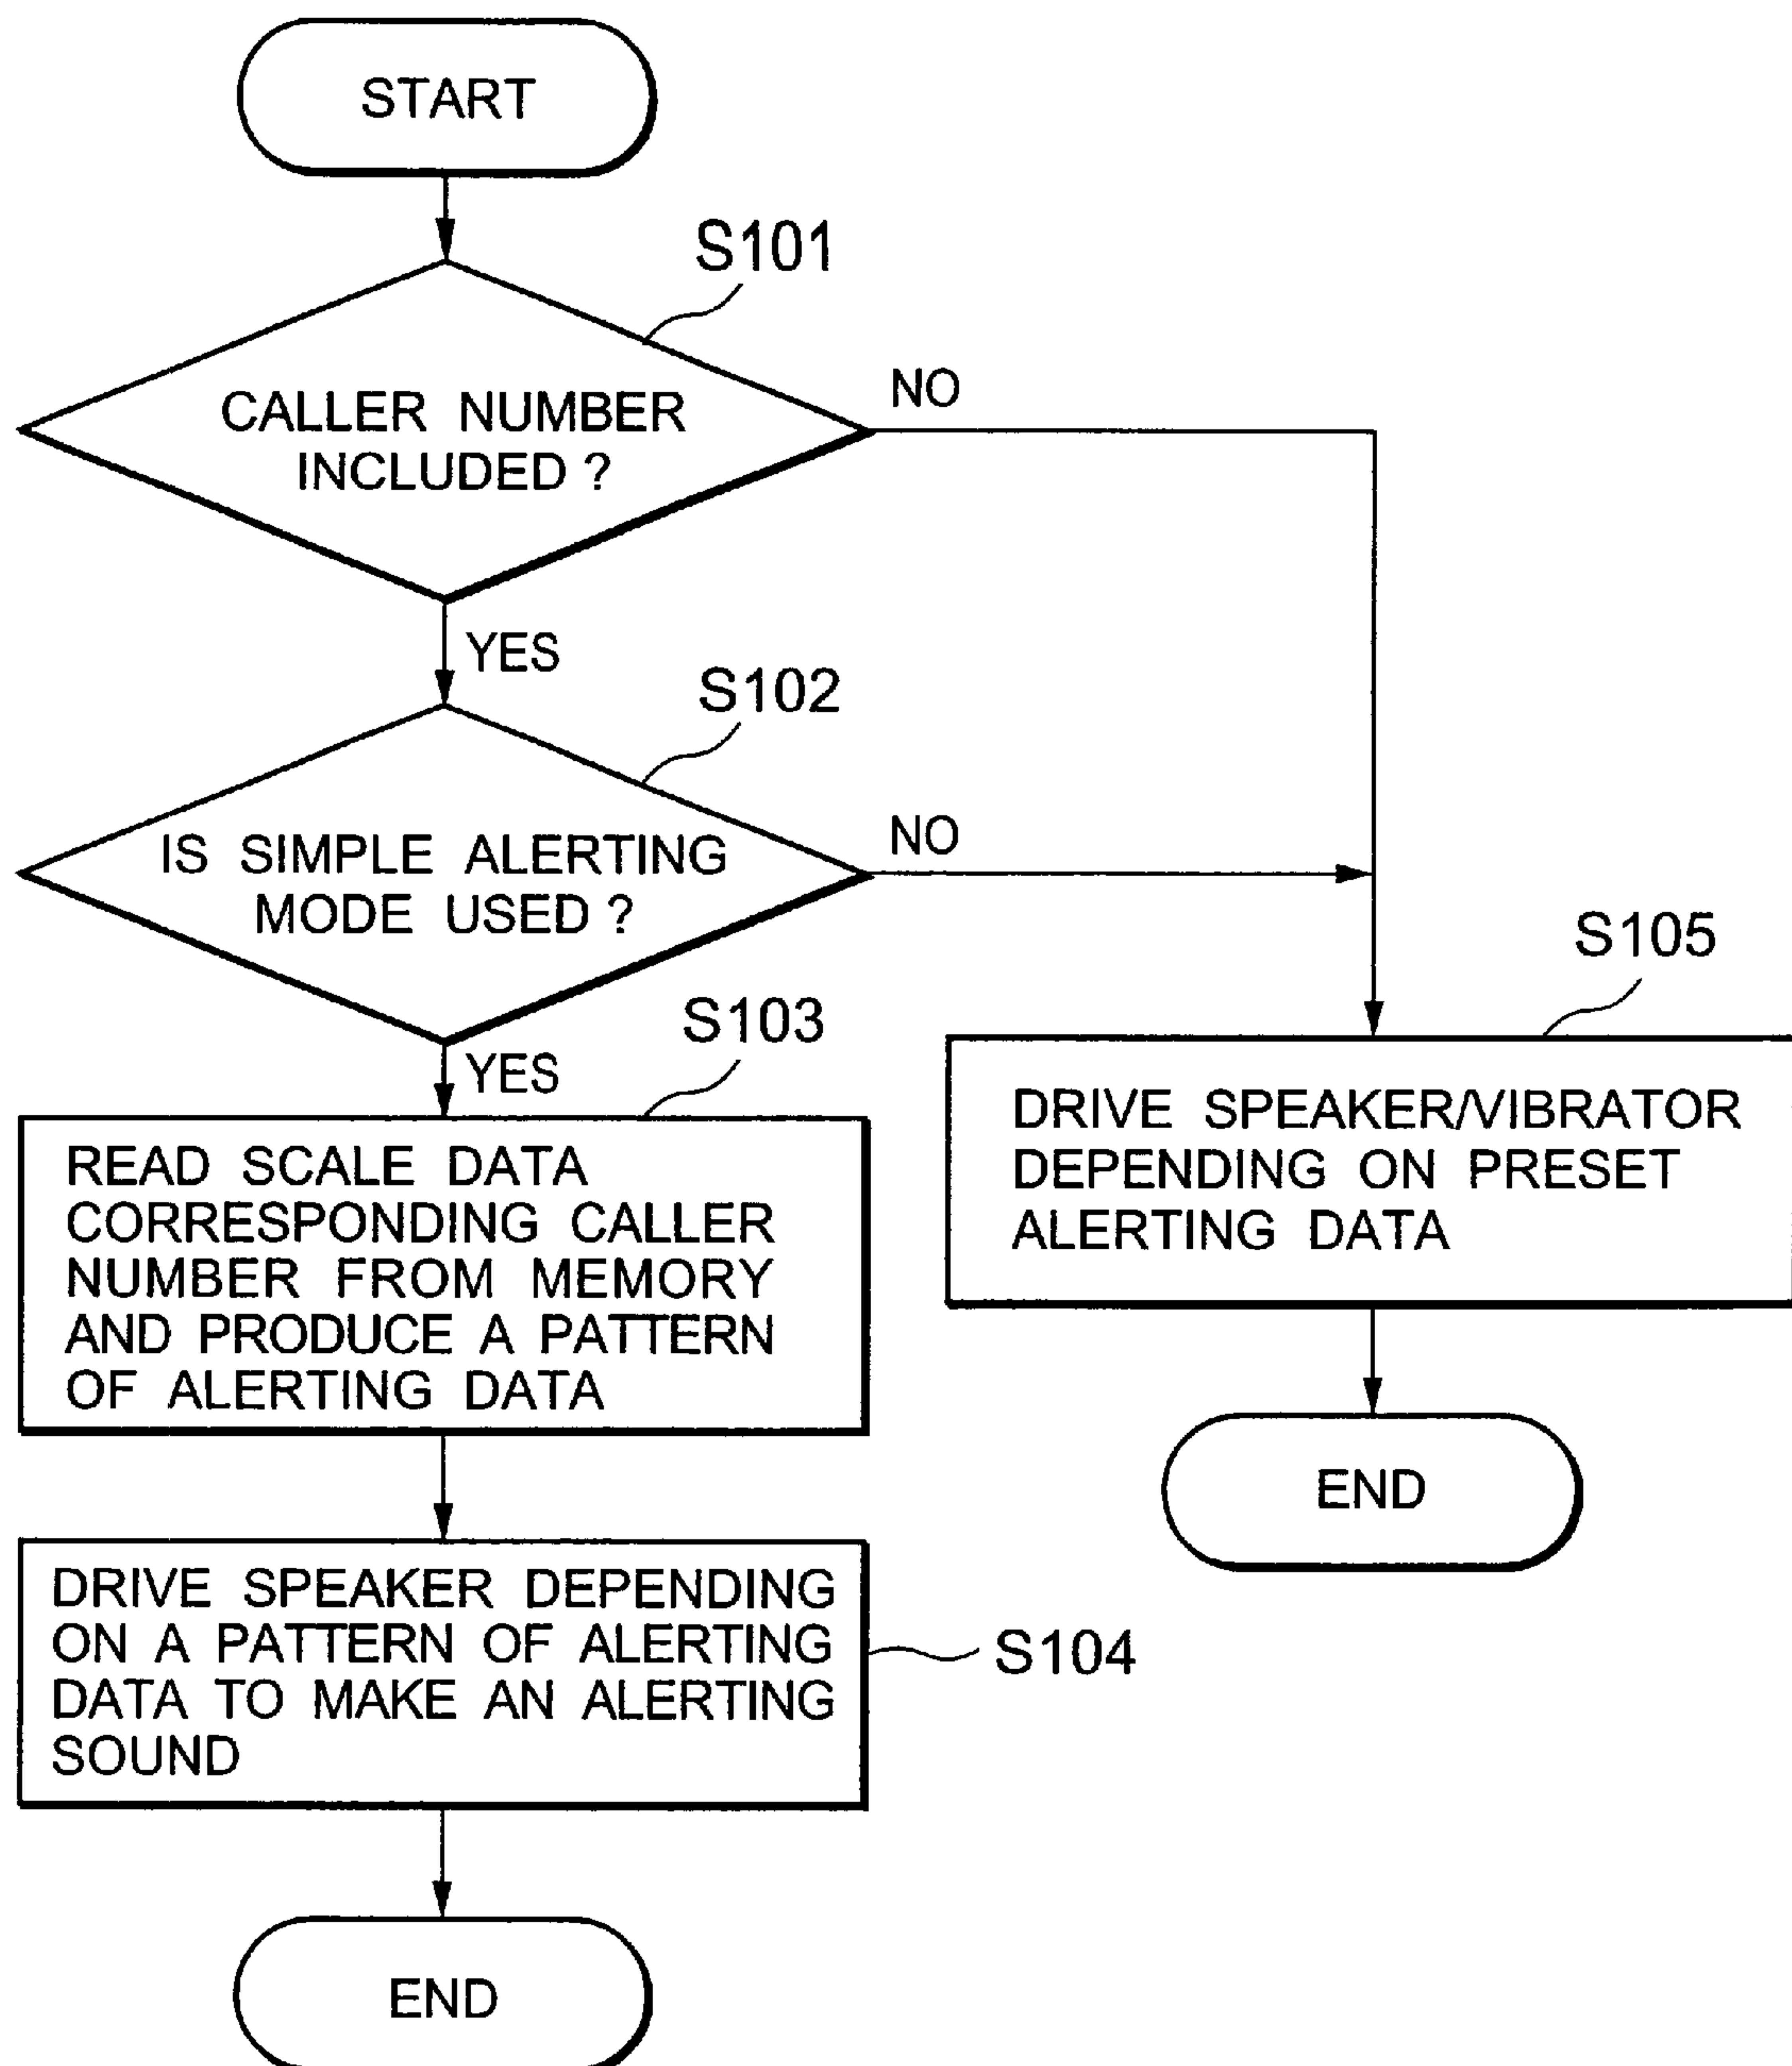 START
S101
CALLER NUMBER
INCLUDED ?
NO
YES
S102
IS SIMPLE ALERTING
MODE USED ?
NO
YES
S103
READ SCALE DATA
CORRESPONDING CALLER
NUMBER FROM MEMORY
AND PRODUCE A PATTERN
OF ALERTING DATA
S105
DRIVE SPEAKER/VIBRATOR
DEPENDING ON PRESET
ALERTING DATA
END
DRIVE SPEAKER DEPENDING
ON A PATTERN OF ALERTING
DATA TO MAKE AN ALERTING
SOUND
S104
END